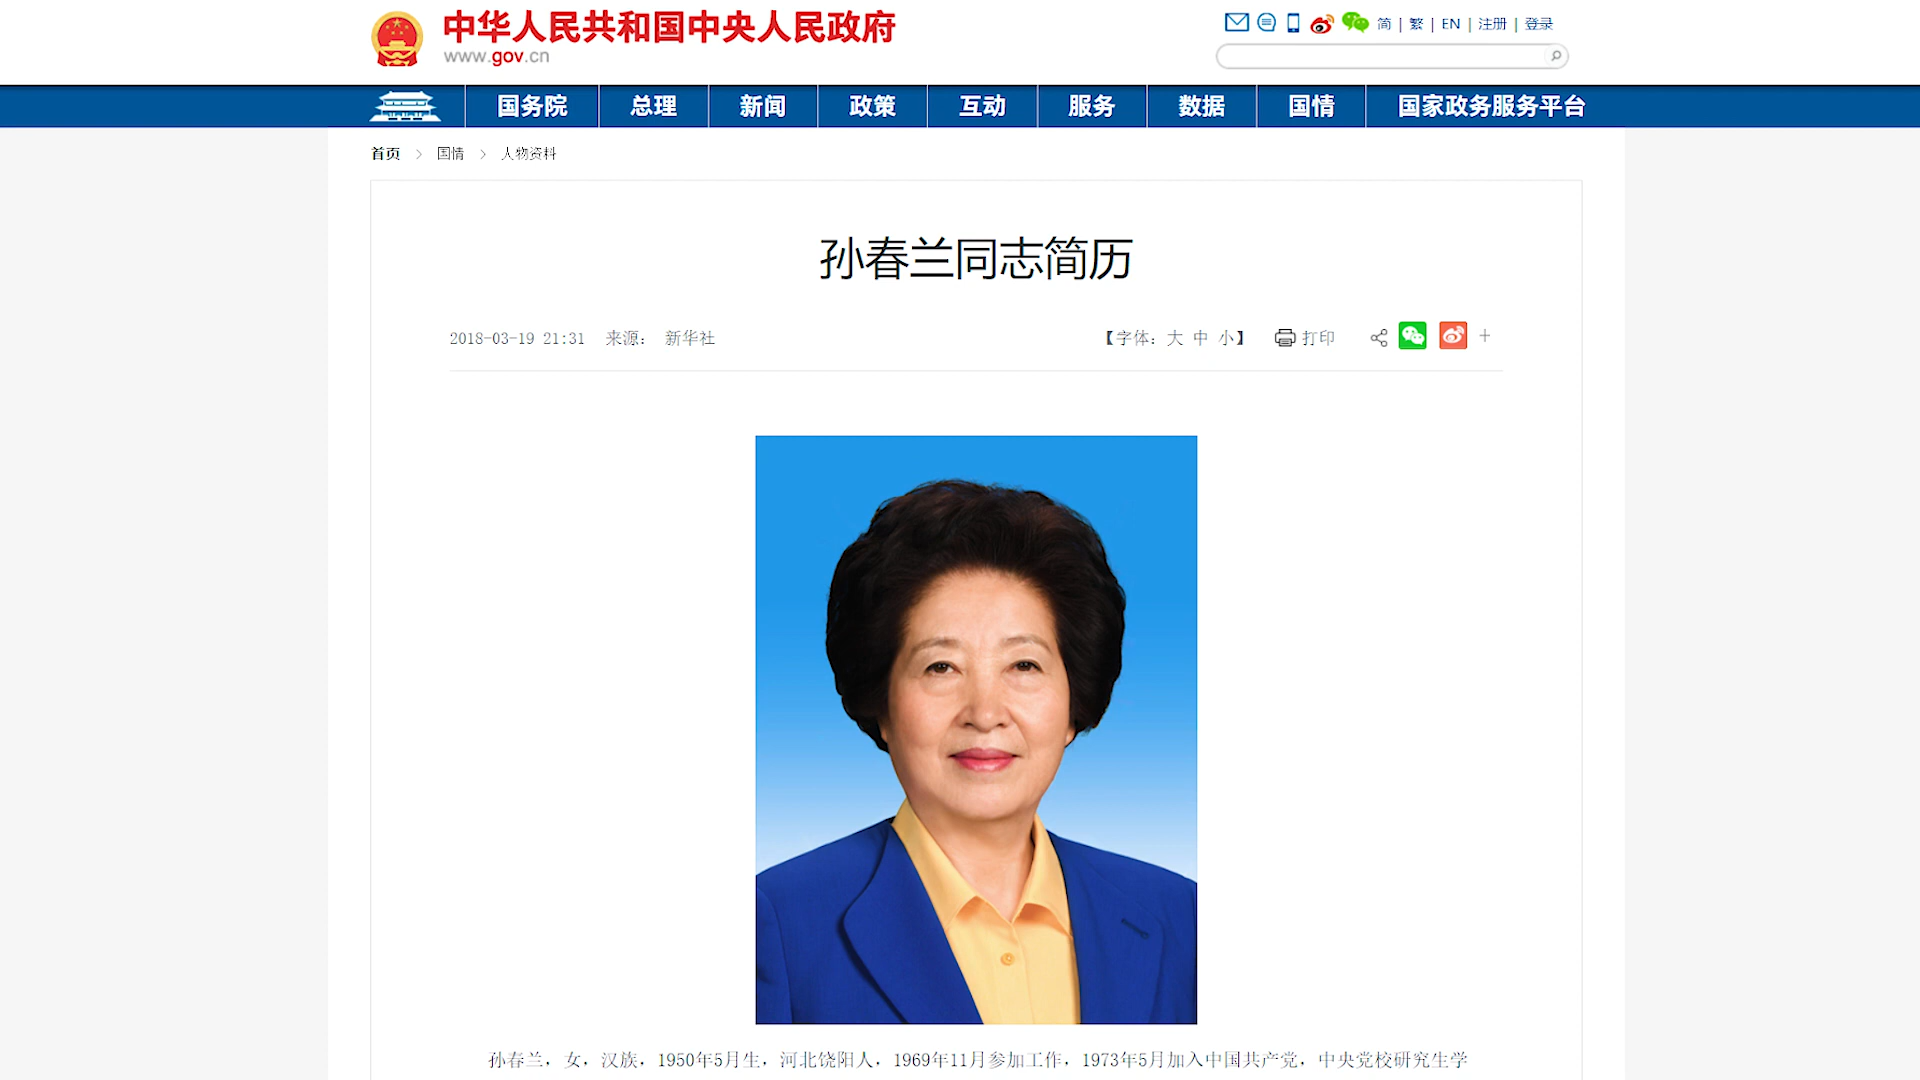 中华人民共和国中央人民政府
www.gov.cn
简 | 繁 | EN | 注册 | 登录
国务院 总理 新闻 政策 互动 服务 数据 国情 国家政务服务平台
首页 > 国情 > 人物资料
孙春兰同志简历
2018-03-19 21:31 来源： 新华社 【字体：大 中 小】 打印
孙春兰，女，汉族，1950年5月生，河北饶阳人，1969年11月参加工作，1973年5月加入中国共产党，中央党校研究生学